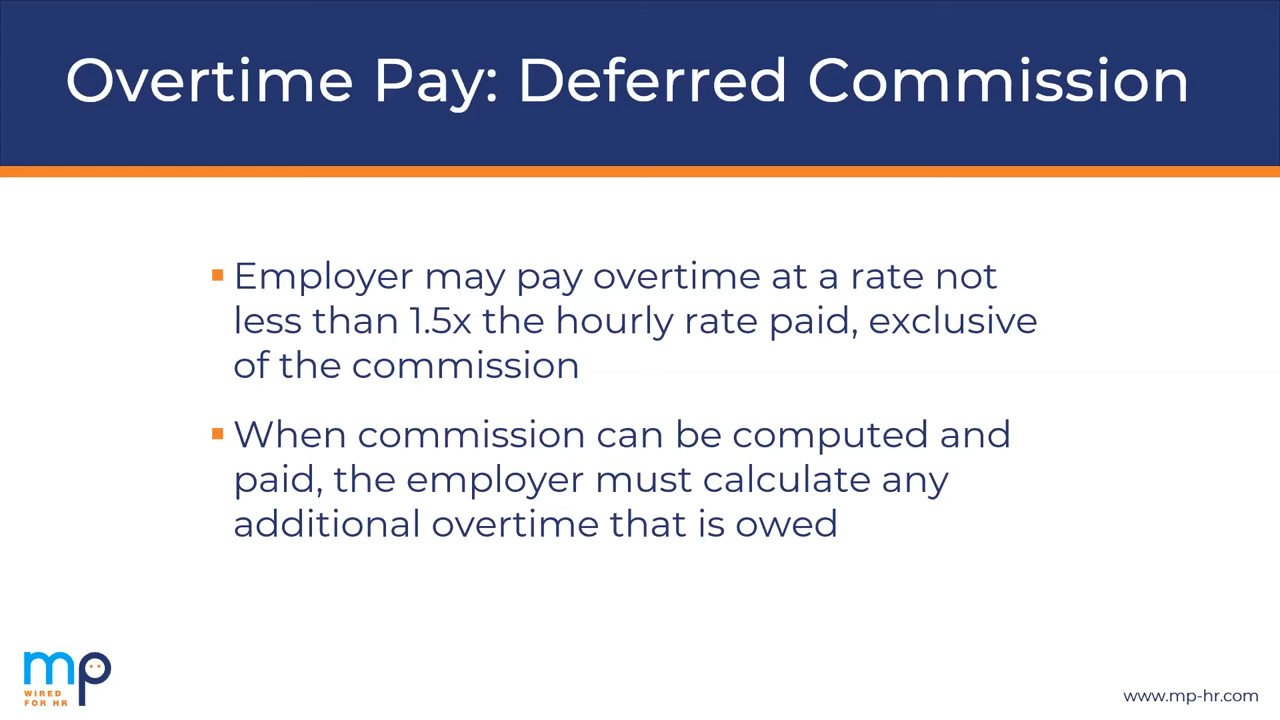 Overtime Pay: Deferred Commission
▪ Employer may pay overtime at a rate not
less than 1.5x the hourly rate paid, exclusive
of the commission
▪ When commission can be computed and
paid, the employer must calculate any
additional overtime that is owed
mp
WIRED
FOR HR
www.mp-hr.com